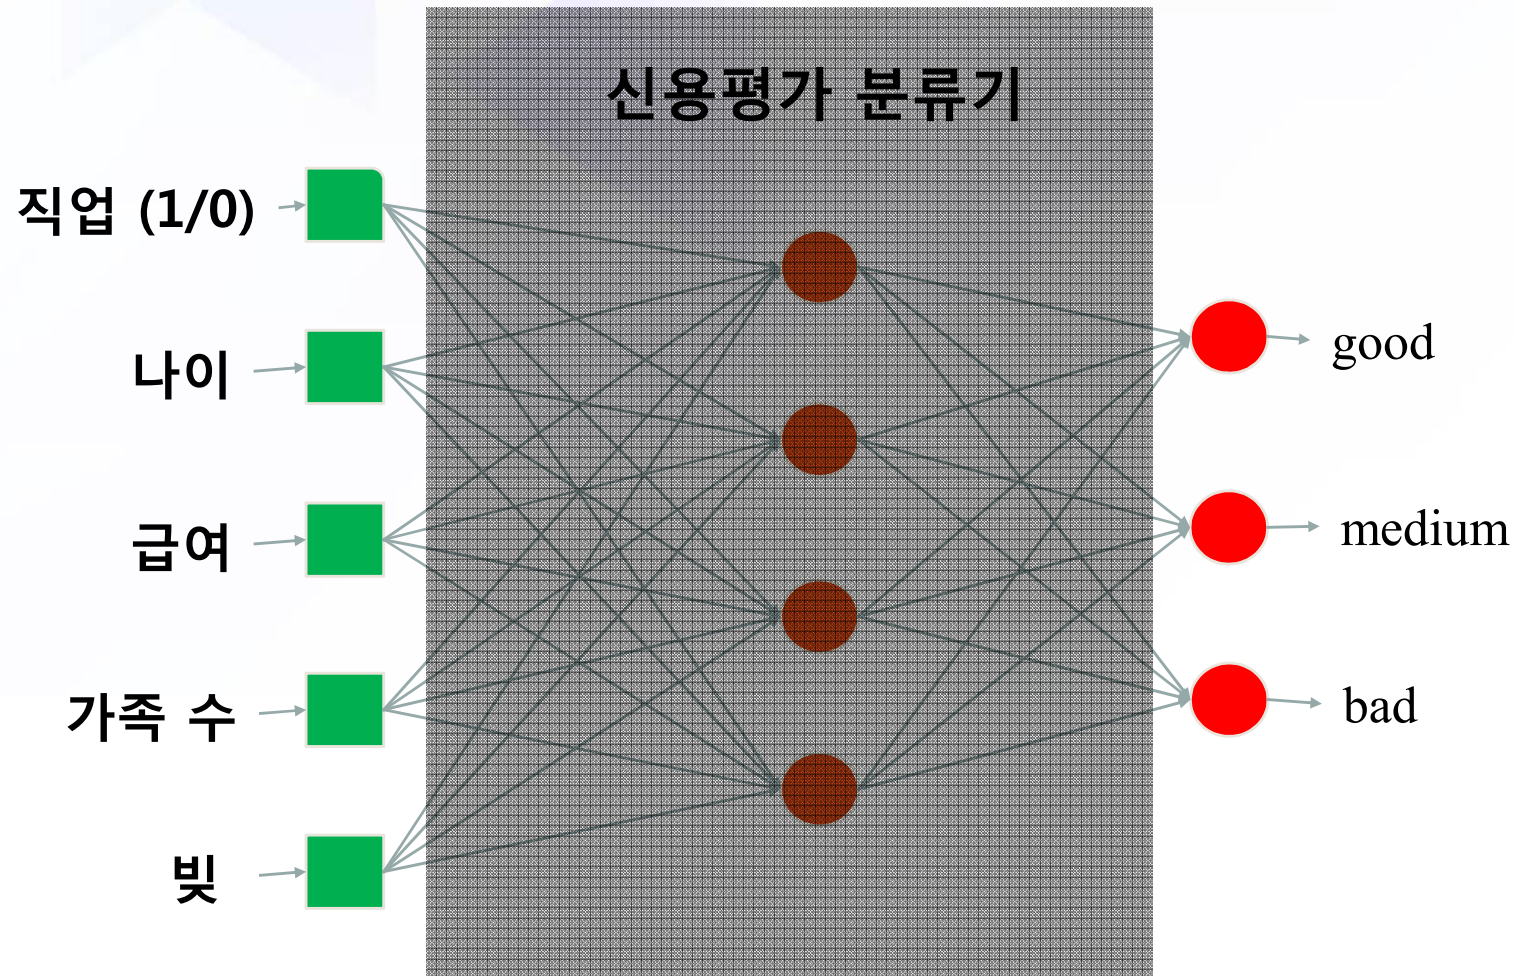 신용평가 분류기
직업 (1/0)
나이
급여
가족 수
빚
good
medium
bad